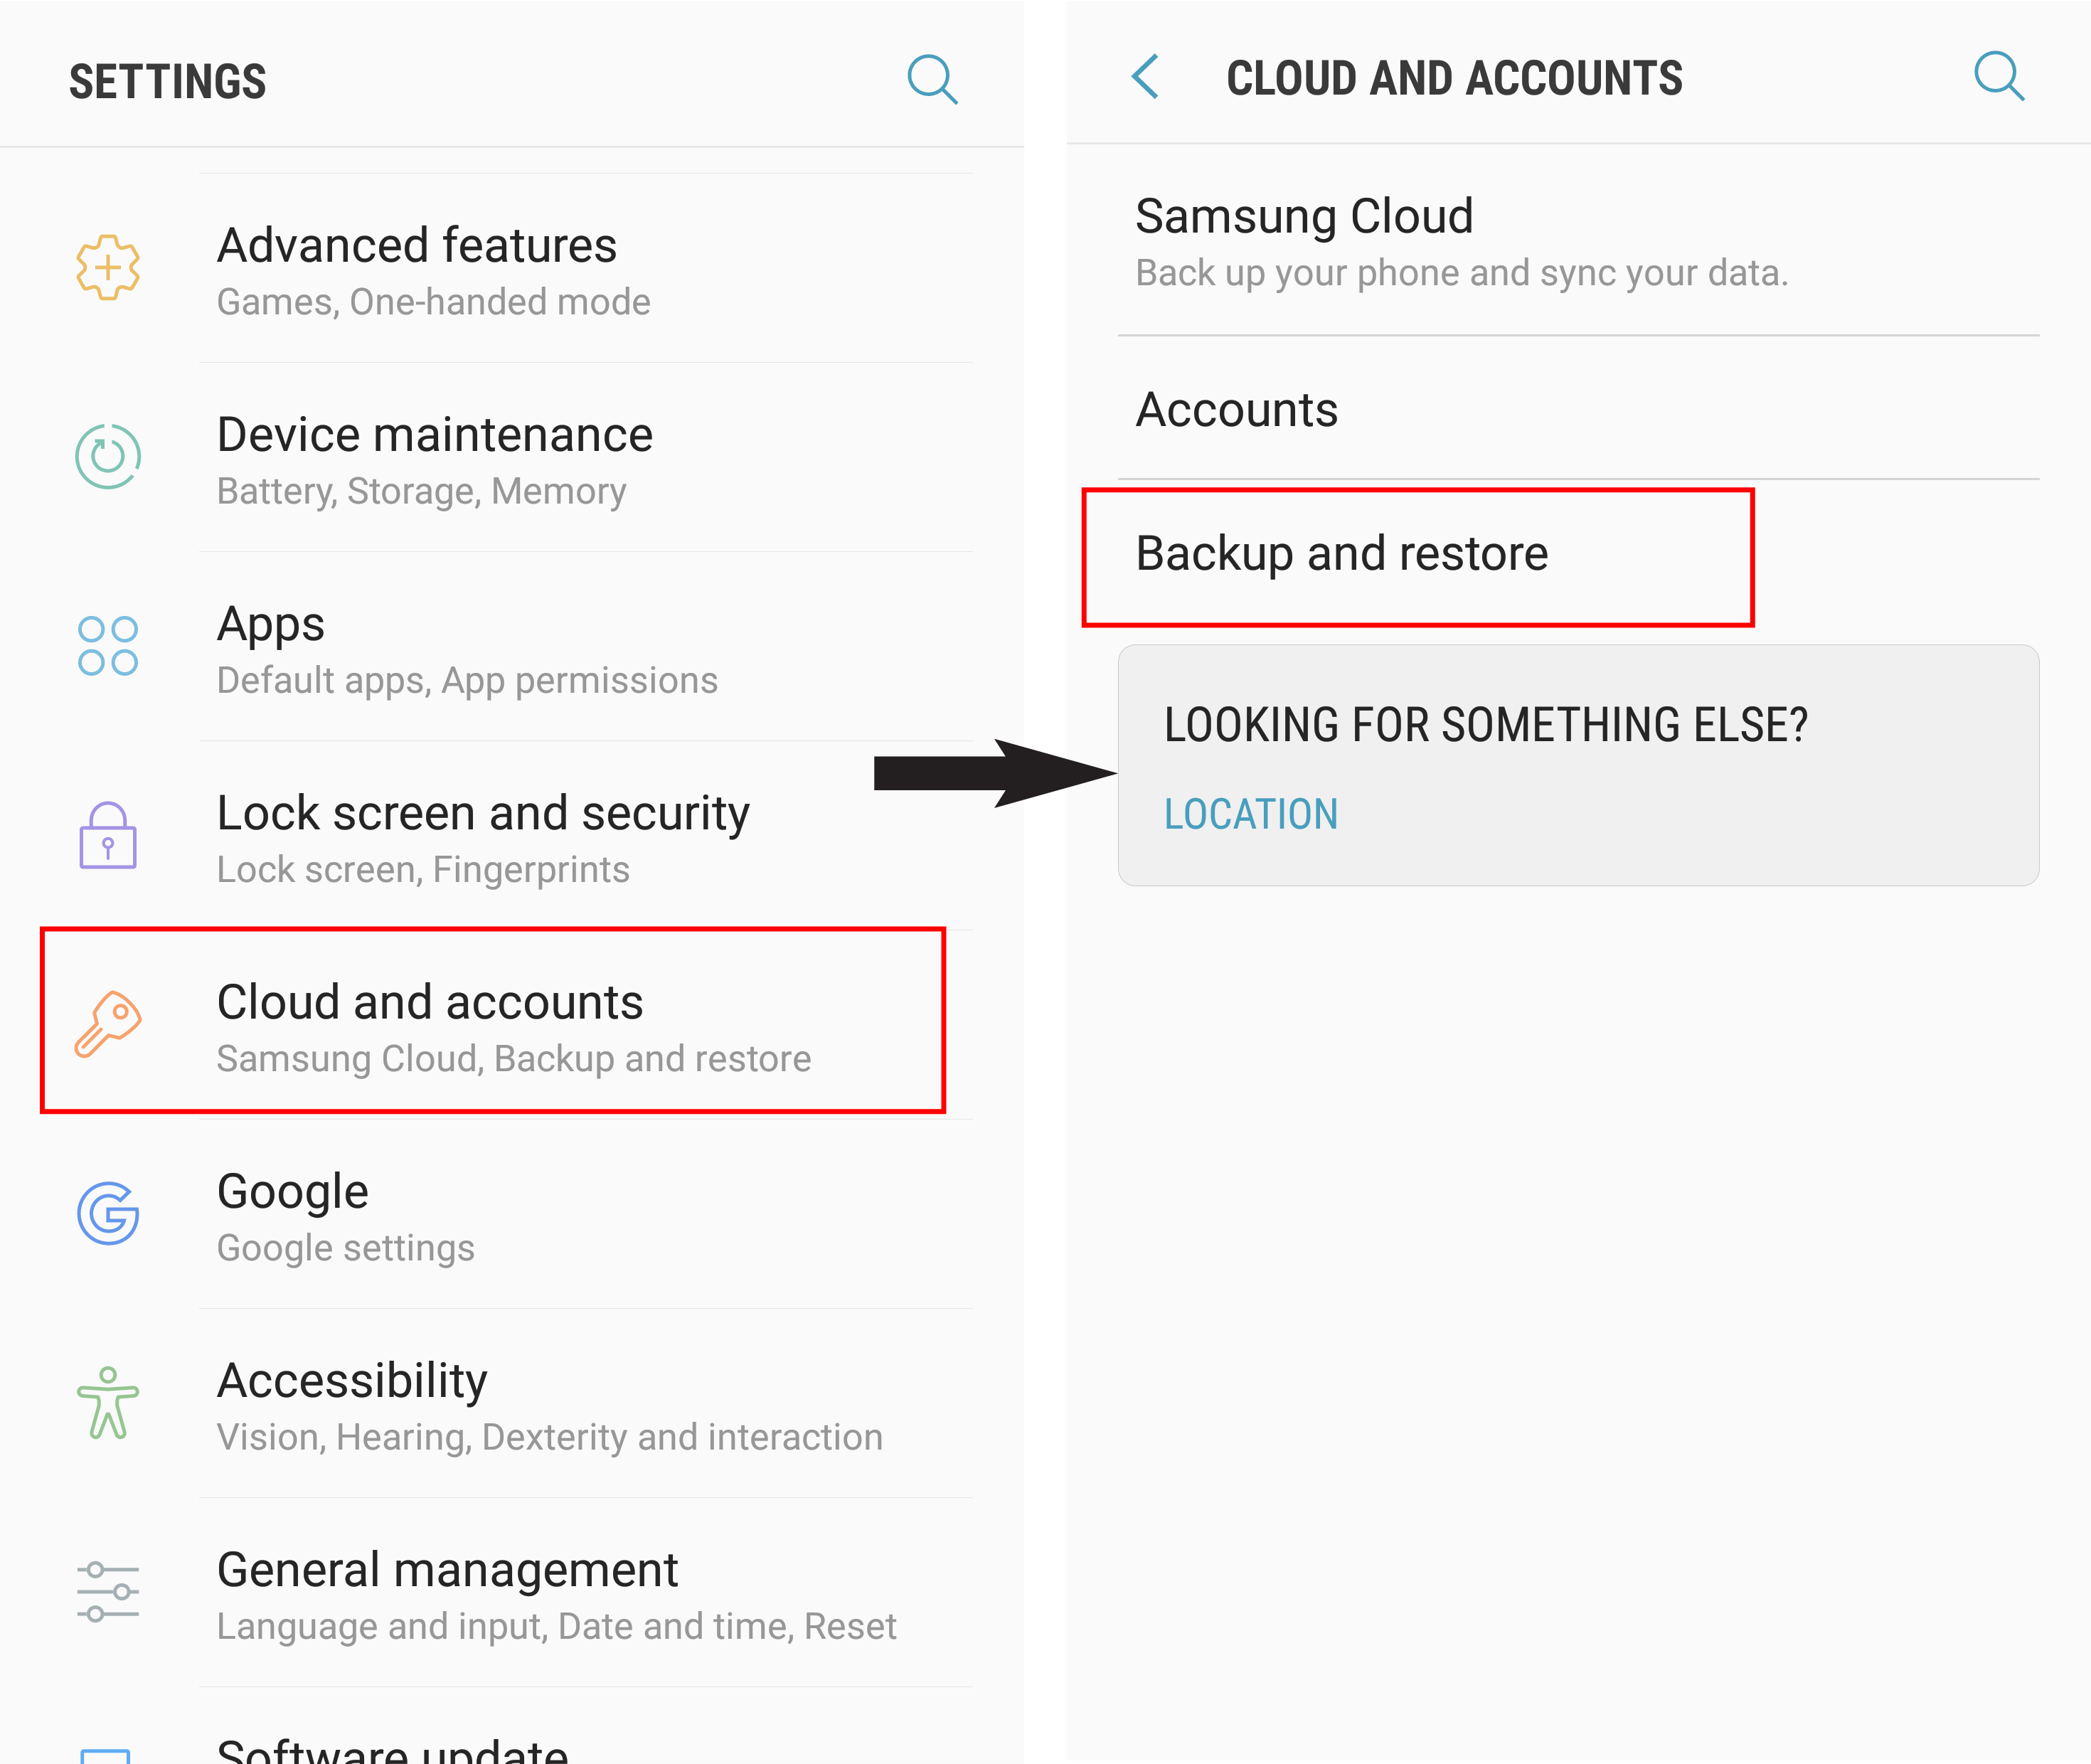 SETTINGS
Advanced features
Games, One-handed mode
Device maintenance
Battery, Storage, Memory
Apps
Default apps, App permissions
Lock screen and security
Lock screen, Fingerprints
Cloud and accounts
Samsung Cloud, Backup and restore
Google
Google settings
Accessibility
Vision, Hearing, Dexterity and interaction
General management
Language and input, Date and time, Reset
Software update
CLOUD AND ACCOUNTS
Samsung Cloud
Back up your phone and sync your data.
Accounts
Backup and restore
LOOKING FOR SOMETHING ELSE?
LOCATION